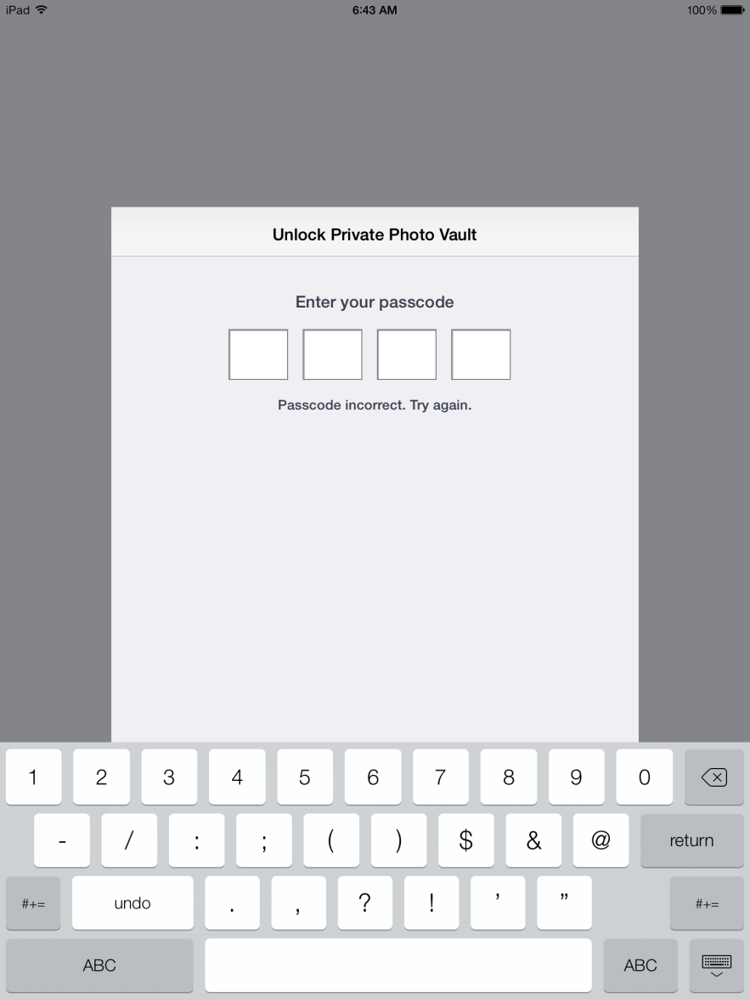 iPad 6:43 AM 100%
Unlock Private Photo Vault
Enter your passcode
Passcode incorrect. Try again.
1 2 3 4 5 6 7 8 9 0
- / : ; ( ) $ & @ return
#+= undo . , ? ! ’ ” #+=
ABC ABC